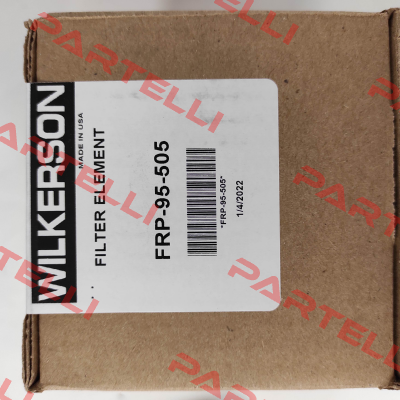 WILKERSON
MADE IN USA
FILTER ELEMENT
FRP-95-505
*FRP-95-505*
1/4/2022
PARTELLI
PARTELLI
PARTELLI
PARTELLI
PARTELLI